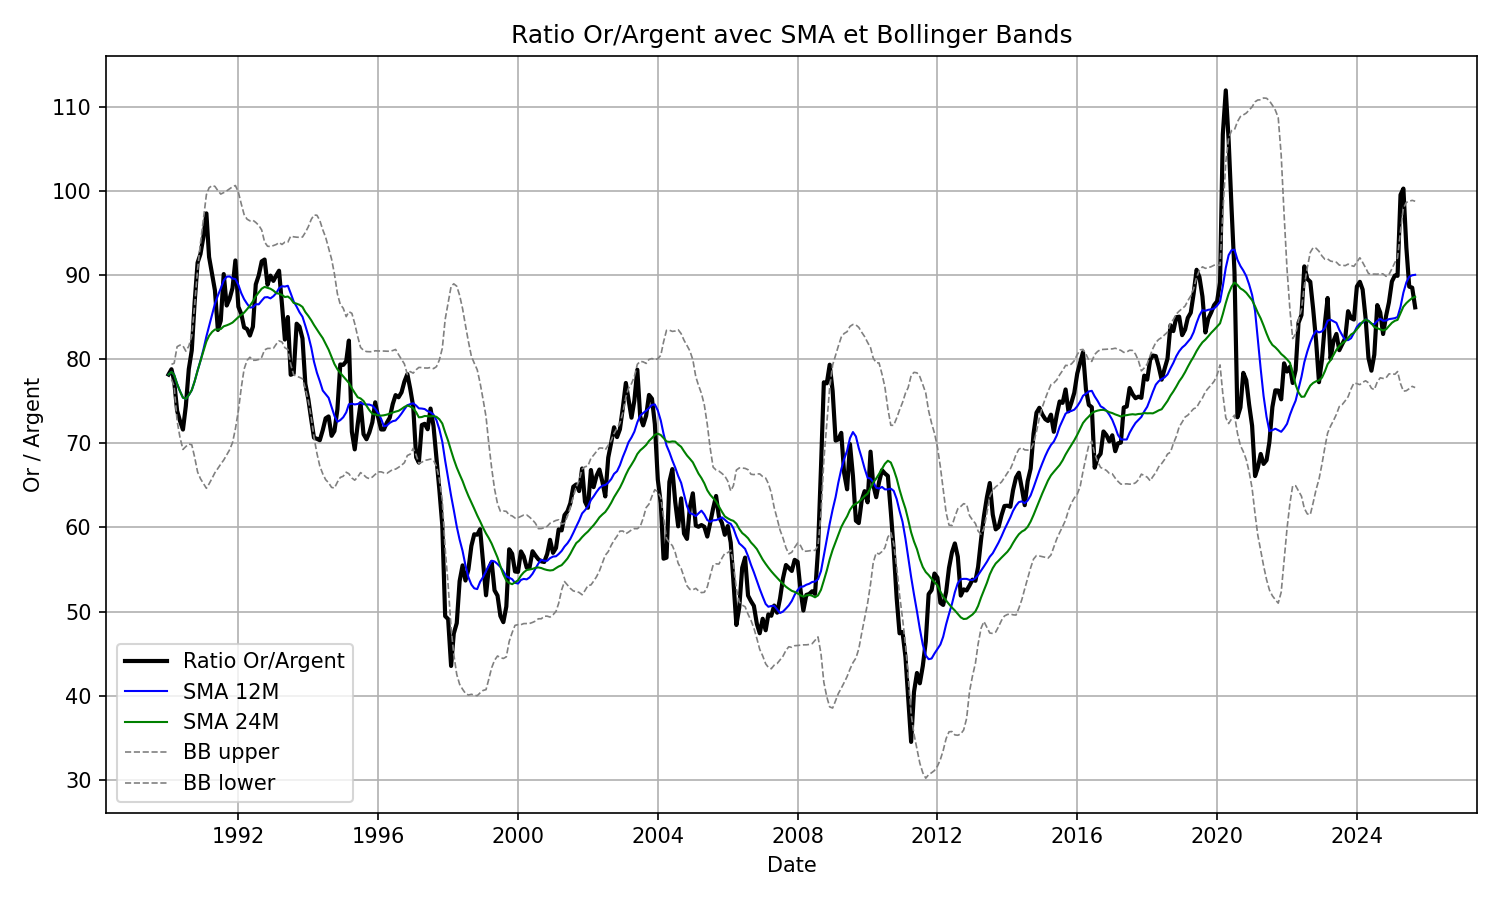 Ratio Or/Argent avec SMA et Bollinger Bands
110
100
90
80
70
60
50
40
30
Or / Argent
Ratio Or/Argent
SMA 12M
SMA 24M
BB upper
BB lower
1992 1996 2000 2004 2008 2012 2016 2020 2024
Date